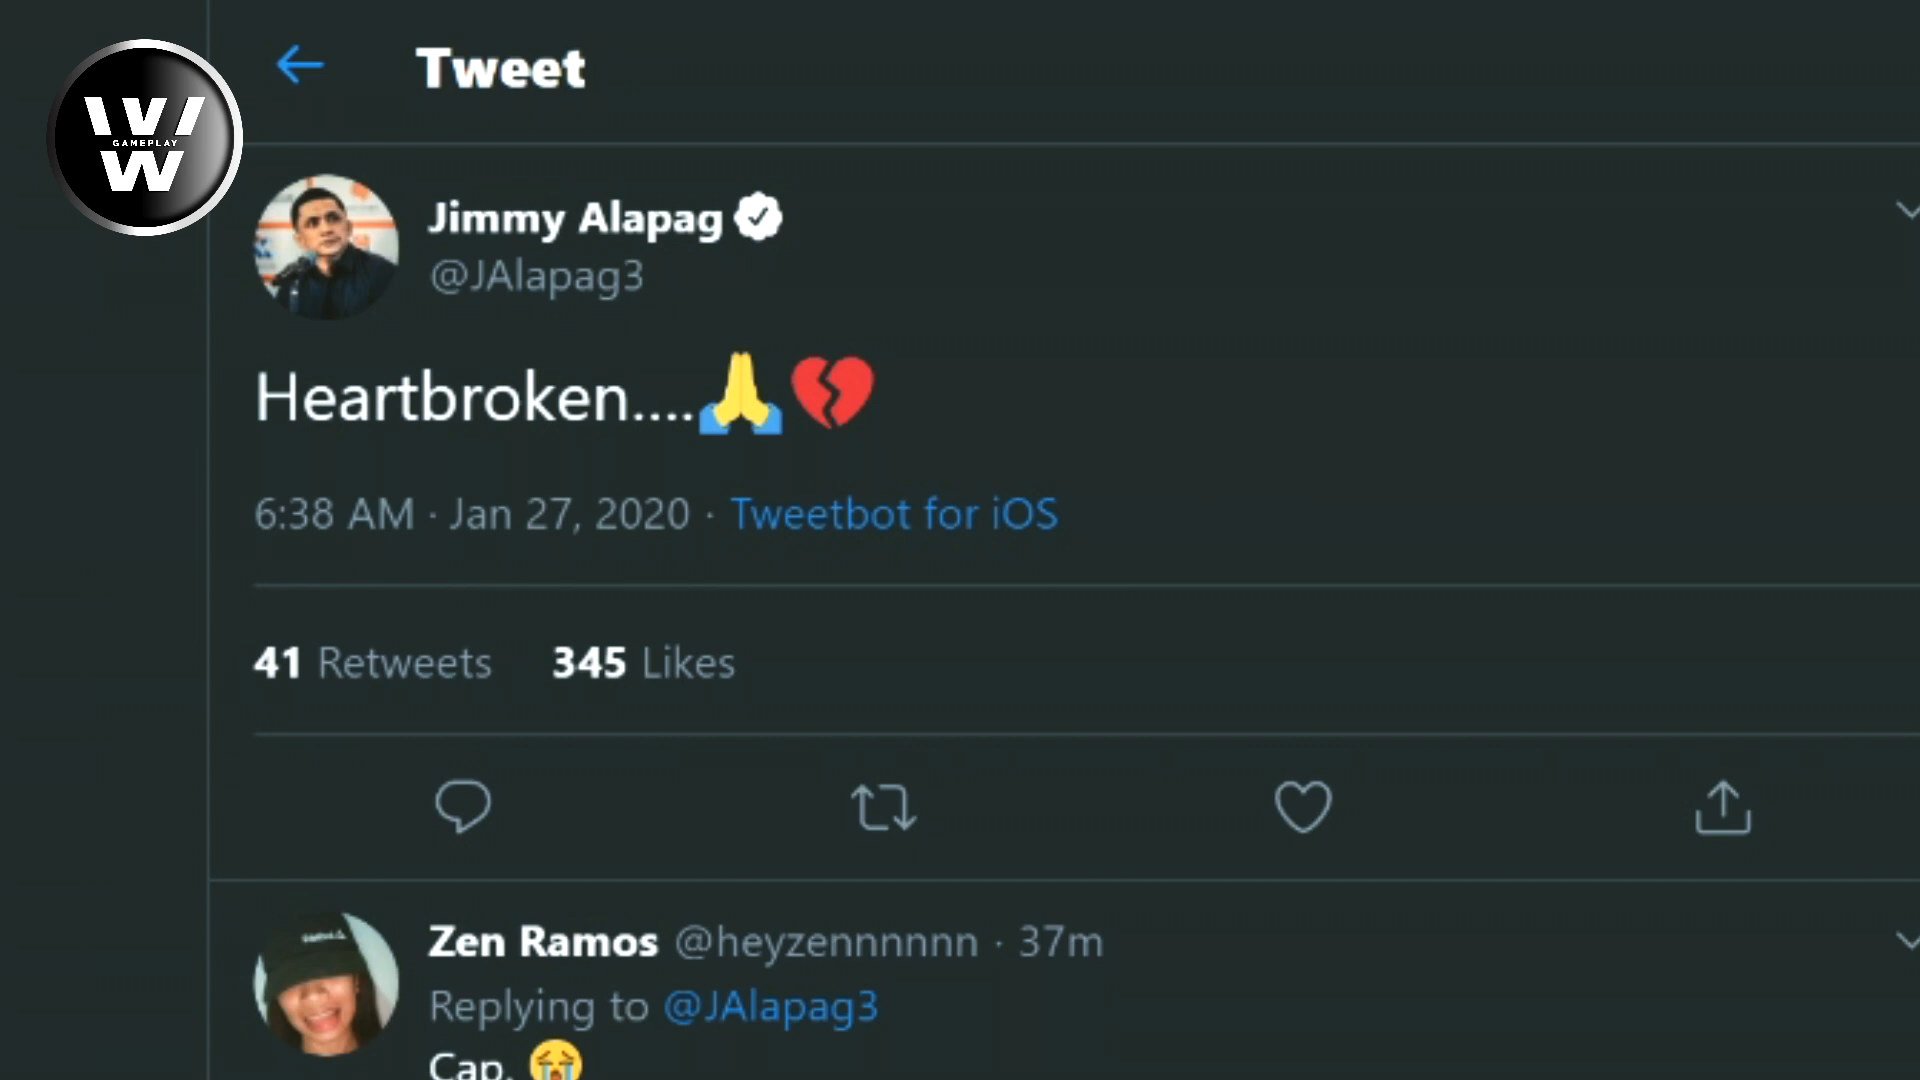 Tweet
W
GAMEPLAY
W
Jimmy Alapag
@JAlapag3
Heartbroken....🙏💔
6:38 AM · Jan 27, 2020 · Tweetbot for iOS
41 Retweets 345 Likes
Zen Ramos @heyzennnnnn · 37m
Replying to @JAlapag3
Cap. 😭